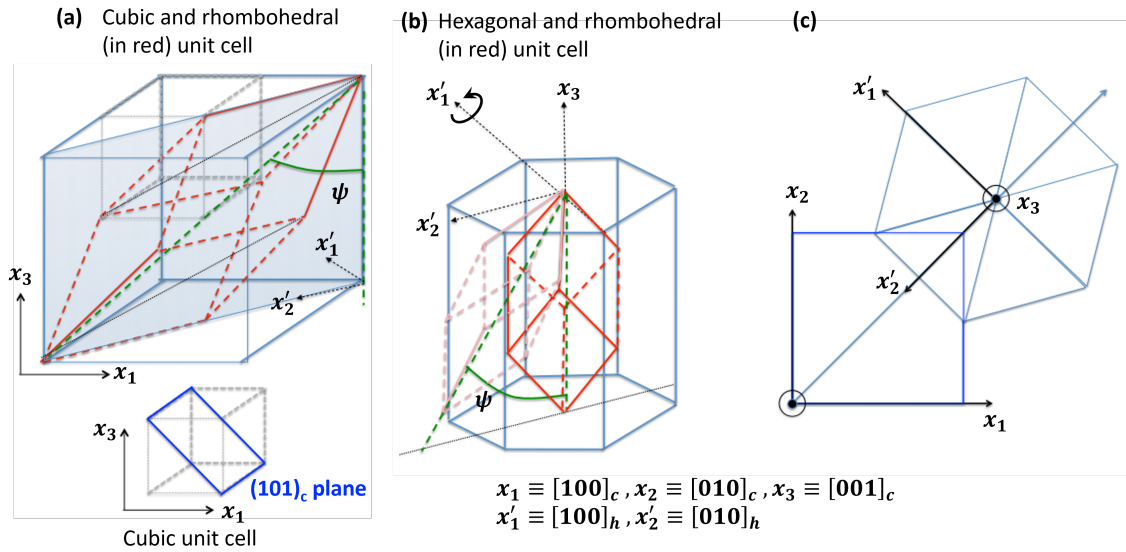 (a) Cubic and rhombohedral
(in red) unit cell
ψ
x′₁
x′₂
x₃
x₁
x₃
(101)c plane
x₁
Cubic unit cell
(b) Hexagonal and rhombohedral
(in red) unit cell
x′₁
x₃
x′₂
ψ
(c)
x′₁
x₂
x₃
x′₂
x₁
x₁ ≡ [100]c , x₂ ≡ [010]c, x₃ ≡ [001]c
x′₁ ≡ [100]h , x′₂ ≡ [010]h